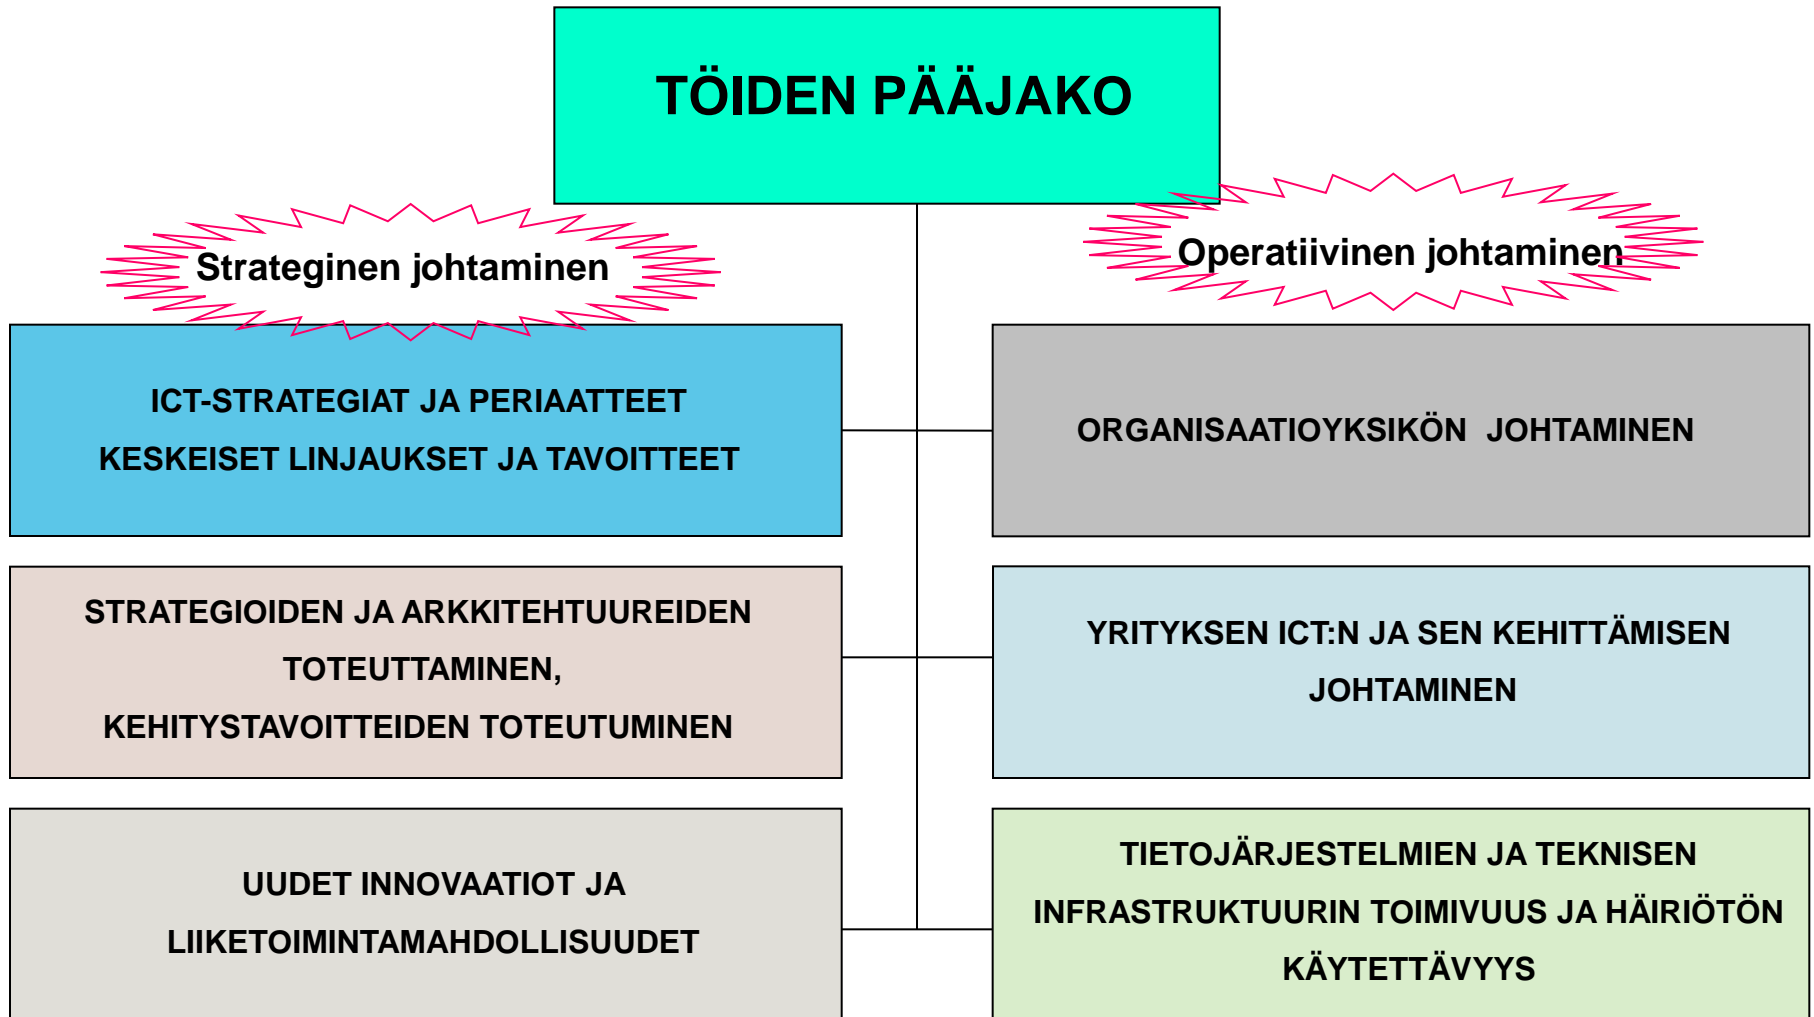 TÖIDEN PÄÄJAKO
Strateginen johtaminen
Operatiivinen johtaminen
ICT-STRATEGIAT JA PERIAATTEET
KESKEISET LINJAUKSET JA TAVOITTEET
ORGANISAATIOYKSIKÖN JOHTAMINEN
STRATEGIOIDEN JA ARKKITEHTUUREIDEN
TOTEUTTAMINEN,
KEHITYSTAVOITTEIDEN TOTEUTUMINEN
YRITYKSEN ICT:N JA SEN KEHITTÄMISEN
JOHTAMINEN
UUDET INNOVAATIOT JA
LIIKETOIMINTAMAHDOLLISUUDET
TIETOJÄRJESTELMIEN JA TEKNISEN
INFRASTRUKTUURIN TOIMIVUUS JA HÄIRIÖTÖN
KÄYTETTÄVYYS